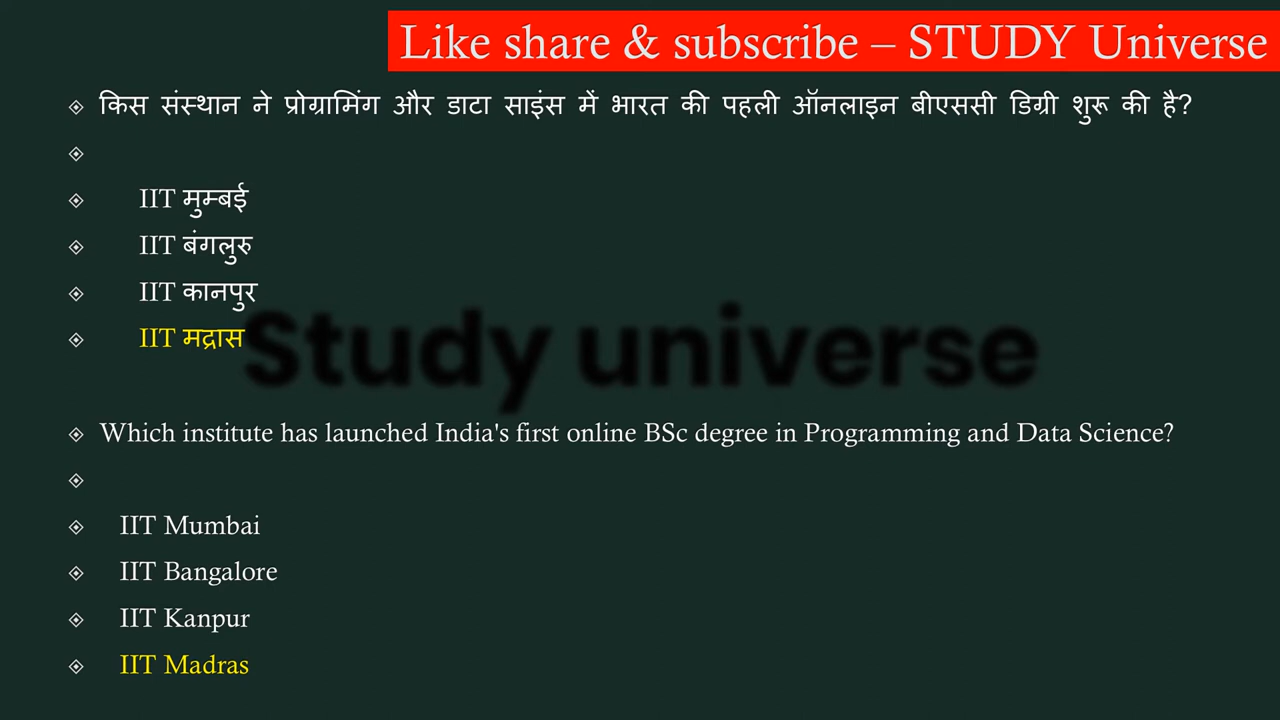 Like share & subscribe – STUDY Universe
किस संस्थान ने प्रोग्रामिंग और डाटा साइंस में भारत की पहली ऑनलाइन बीएससी डिग्री शुरू की है?
IIT मुम्बई
IIT बंगलुरु
IIT कानपुर
IIT मद्रास
Study universe
Which institute has launched India's first online BSc degree in Programming and Data Science?
IIT Mumbai
IIT Bangalore
IIT Kanpur
IIT Madras